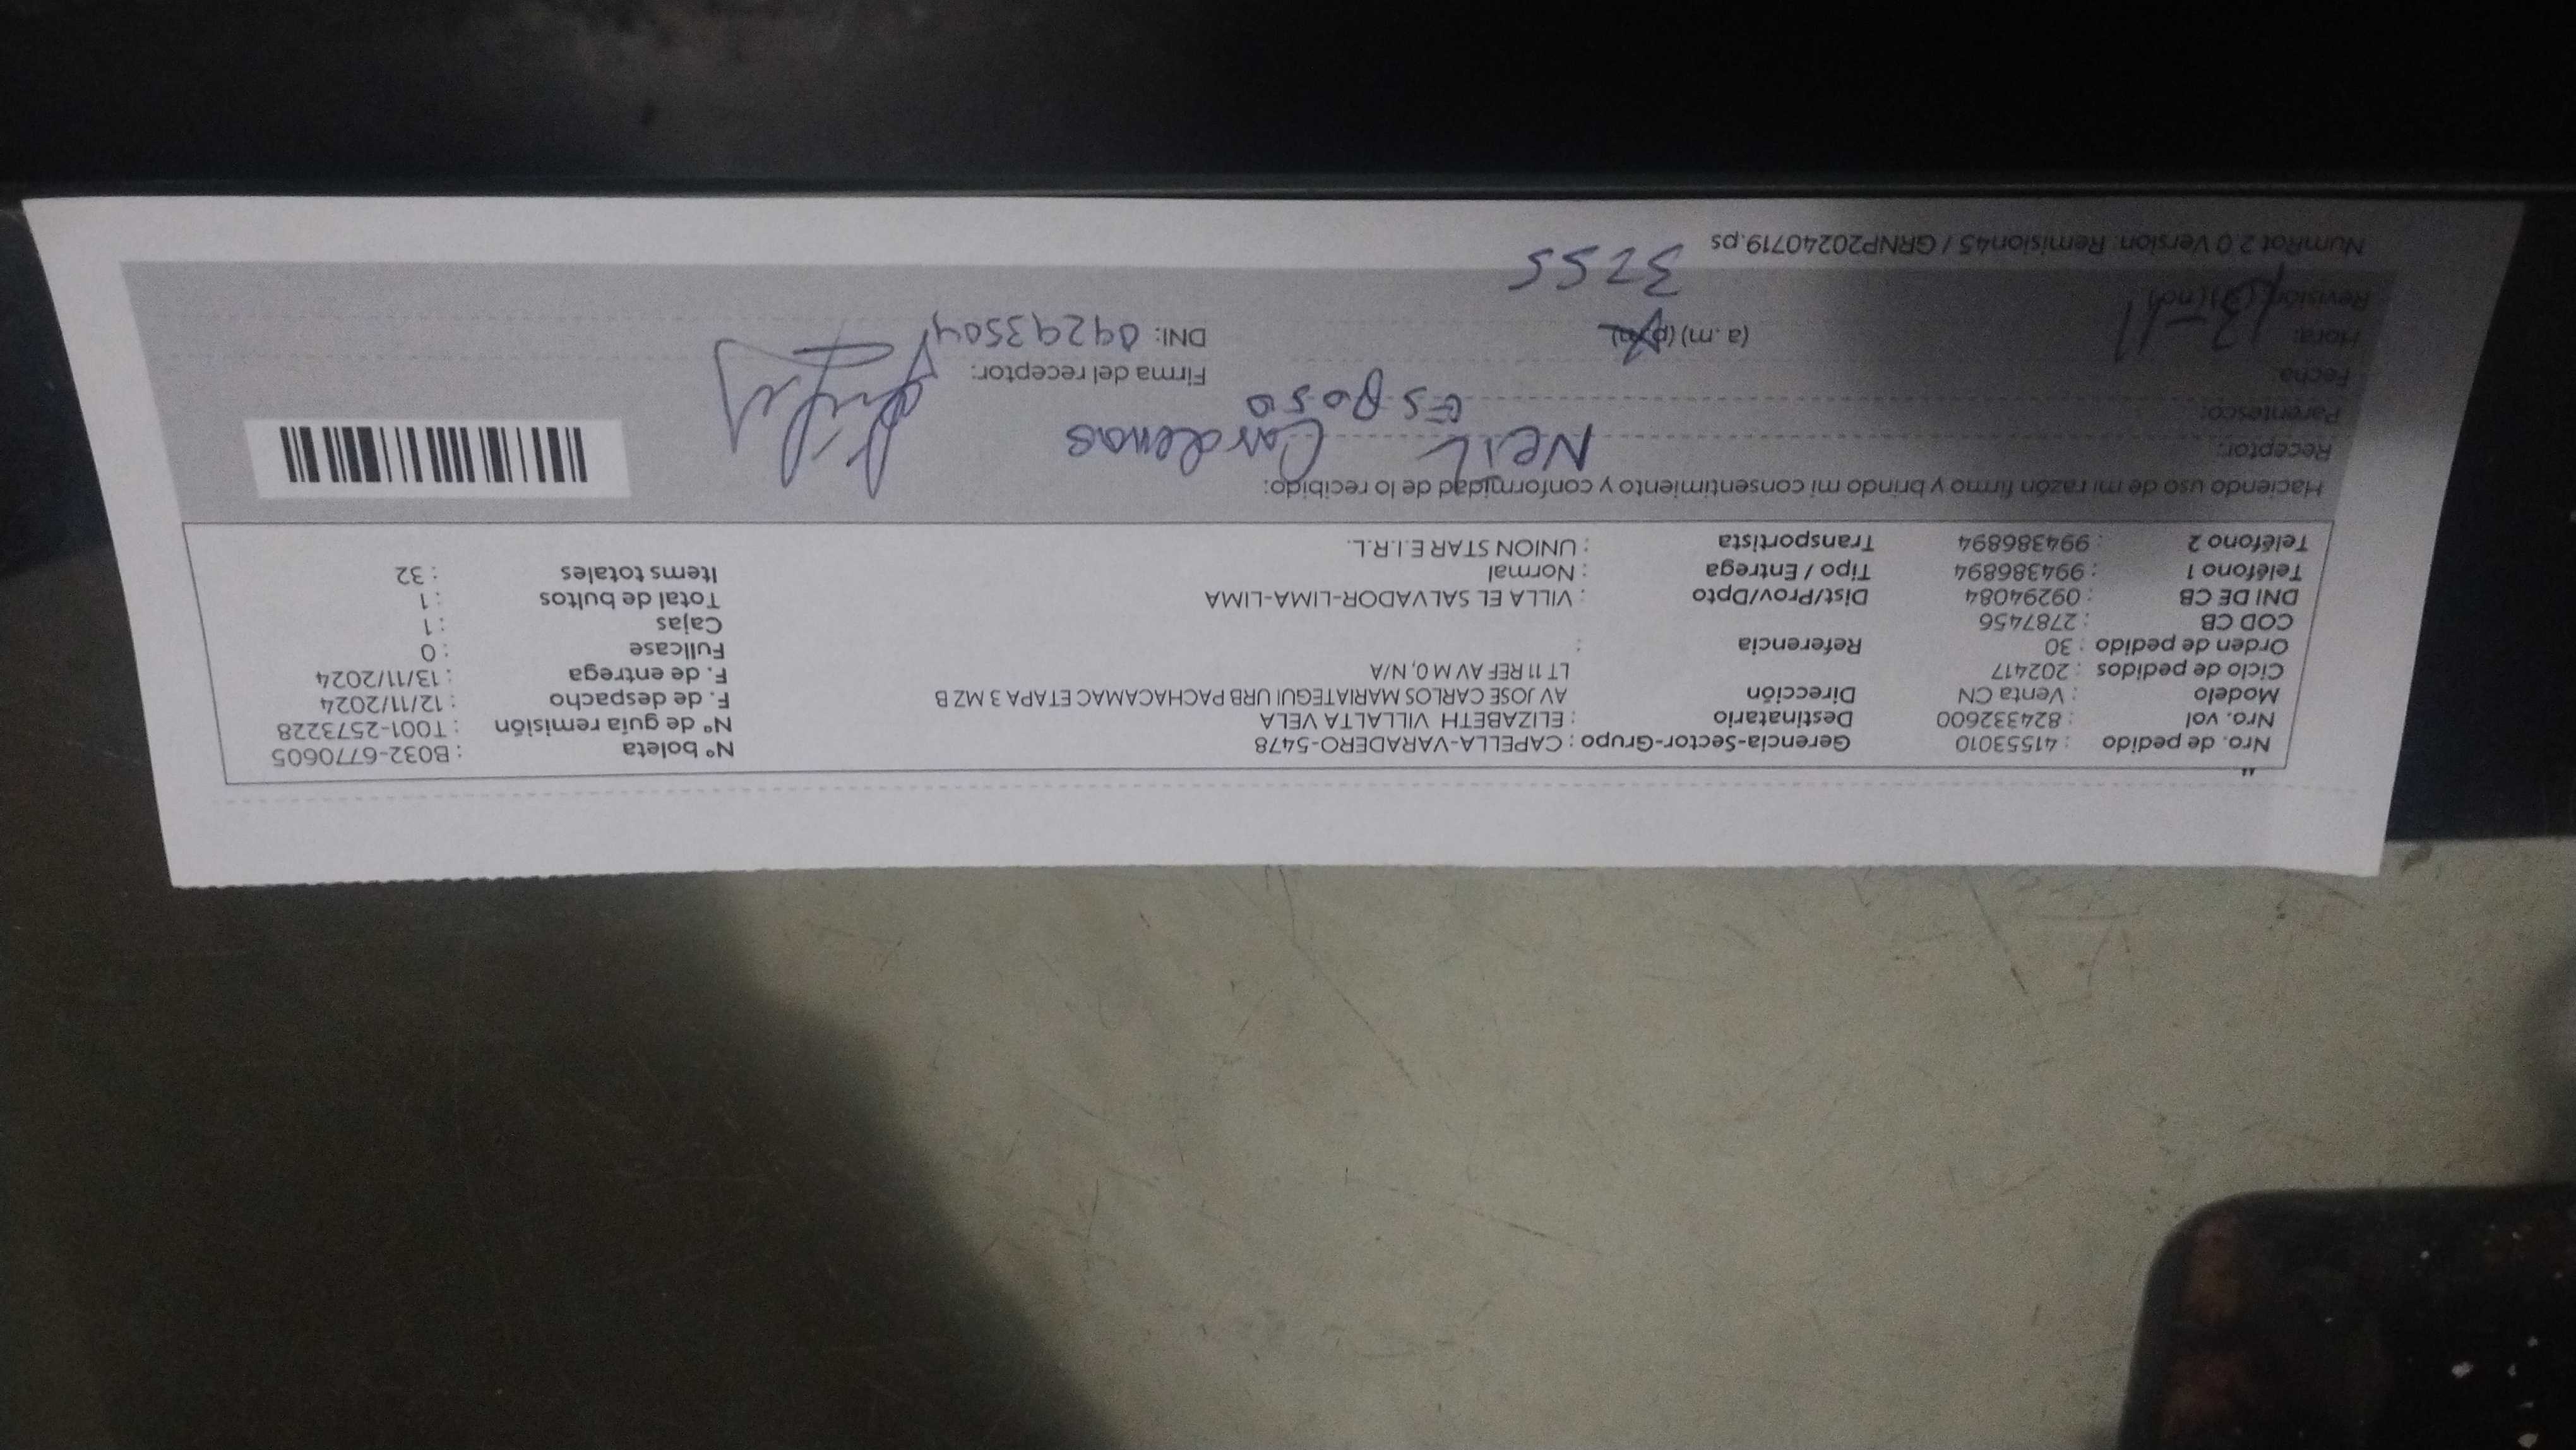 Nro. de pedido : 41553010 Gerencia-Sector-Grupo : CAPELLA-VARADERO-5478 N° boleta : B032-6770605
Nro. vol : 824332600 Destinatario : ELIZABETH VILLALTA VELA N° de guía remisión : T001-2573228
Modelo : Venta CN Dirección AV JOSE CARLOS MARIATEGUI URB PACHACAMAC ETAPA 3 MZ B F. de despacho : 12/11/2024
Ciclo de pedidos : 202417 LT 11 REF AV M 0, N/A F. de entrega : 13/11/2024
Orden de pedido : 30 Referencia : Fullcase : 0
COD CB : 2787456 Cajas : 1
DNI DE CB : 09294084 Dist/Prov/Dpto : VILLA EL SALVADOR-LIMA-LIMA Total de bultos : 1
Teléfono 1 : 994386894 Tipo / Entrega : Normal Items totales : 32
Teléfono 2 : 994386894 Transportista : UNION STAR E.I.R.L.
Haciendo uso de mi razón firmo y brindo mi consentimiento y conformidad de lo recibido:
Receptor: Neil Cardenas
Parentesco: Esposo
Fecha: 13-11 Firma del receptor:
Hora: (a.m) (p.m) DNI: 09293504
Revisión: (si) (no)
3255
NumRot 2.0 Version. Remision45 / GRNP20240719.ps